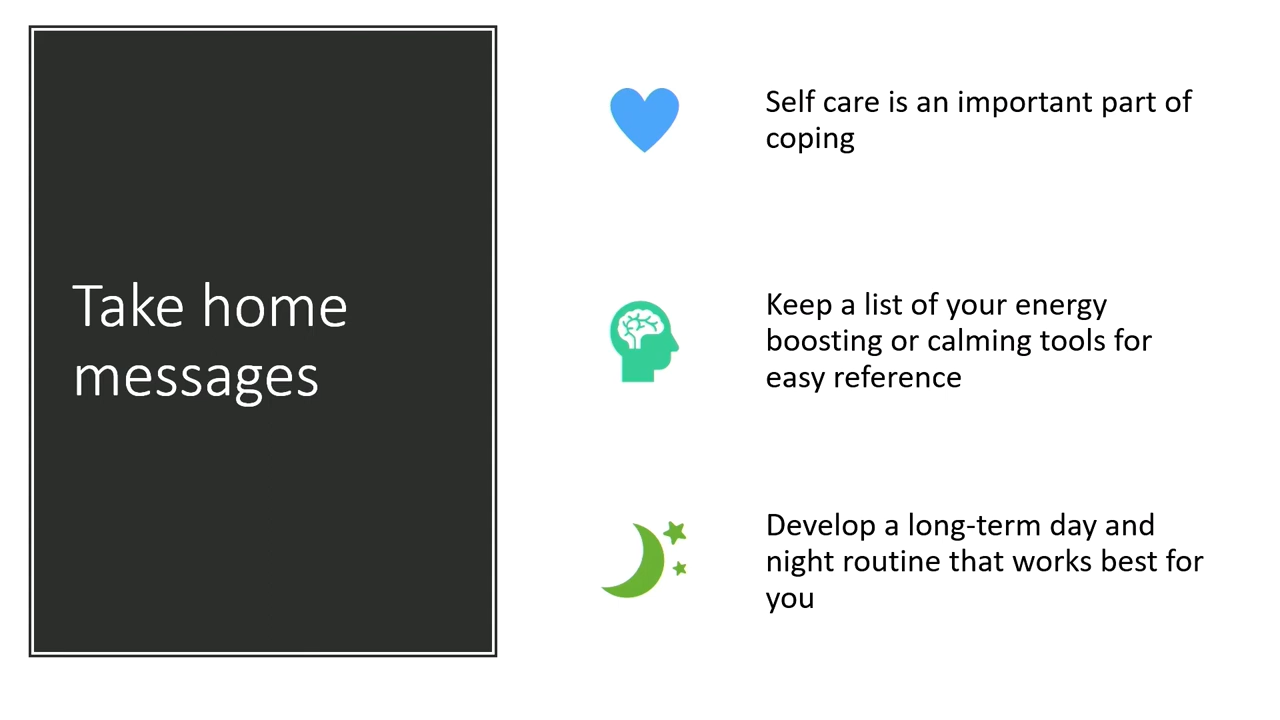 Take home
messages
Self care is an important part of
coping
Keep a list of your energy
boosting or calming tools for
easy reference
Develop a long-term day and
night routine that works best for
you